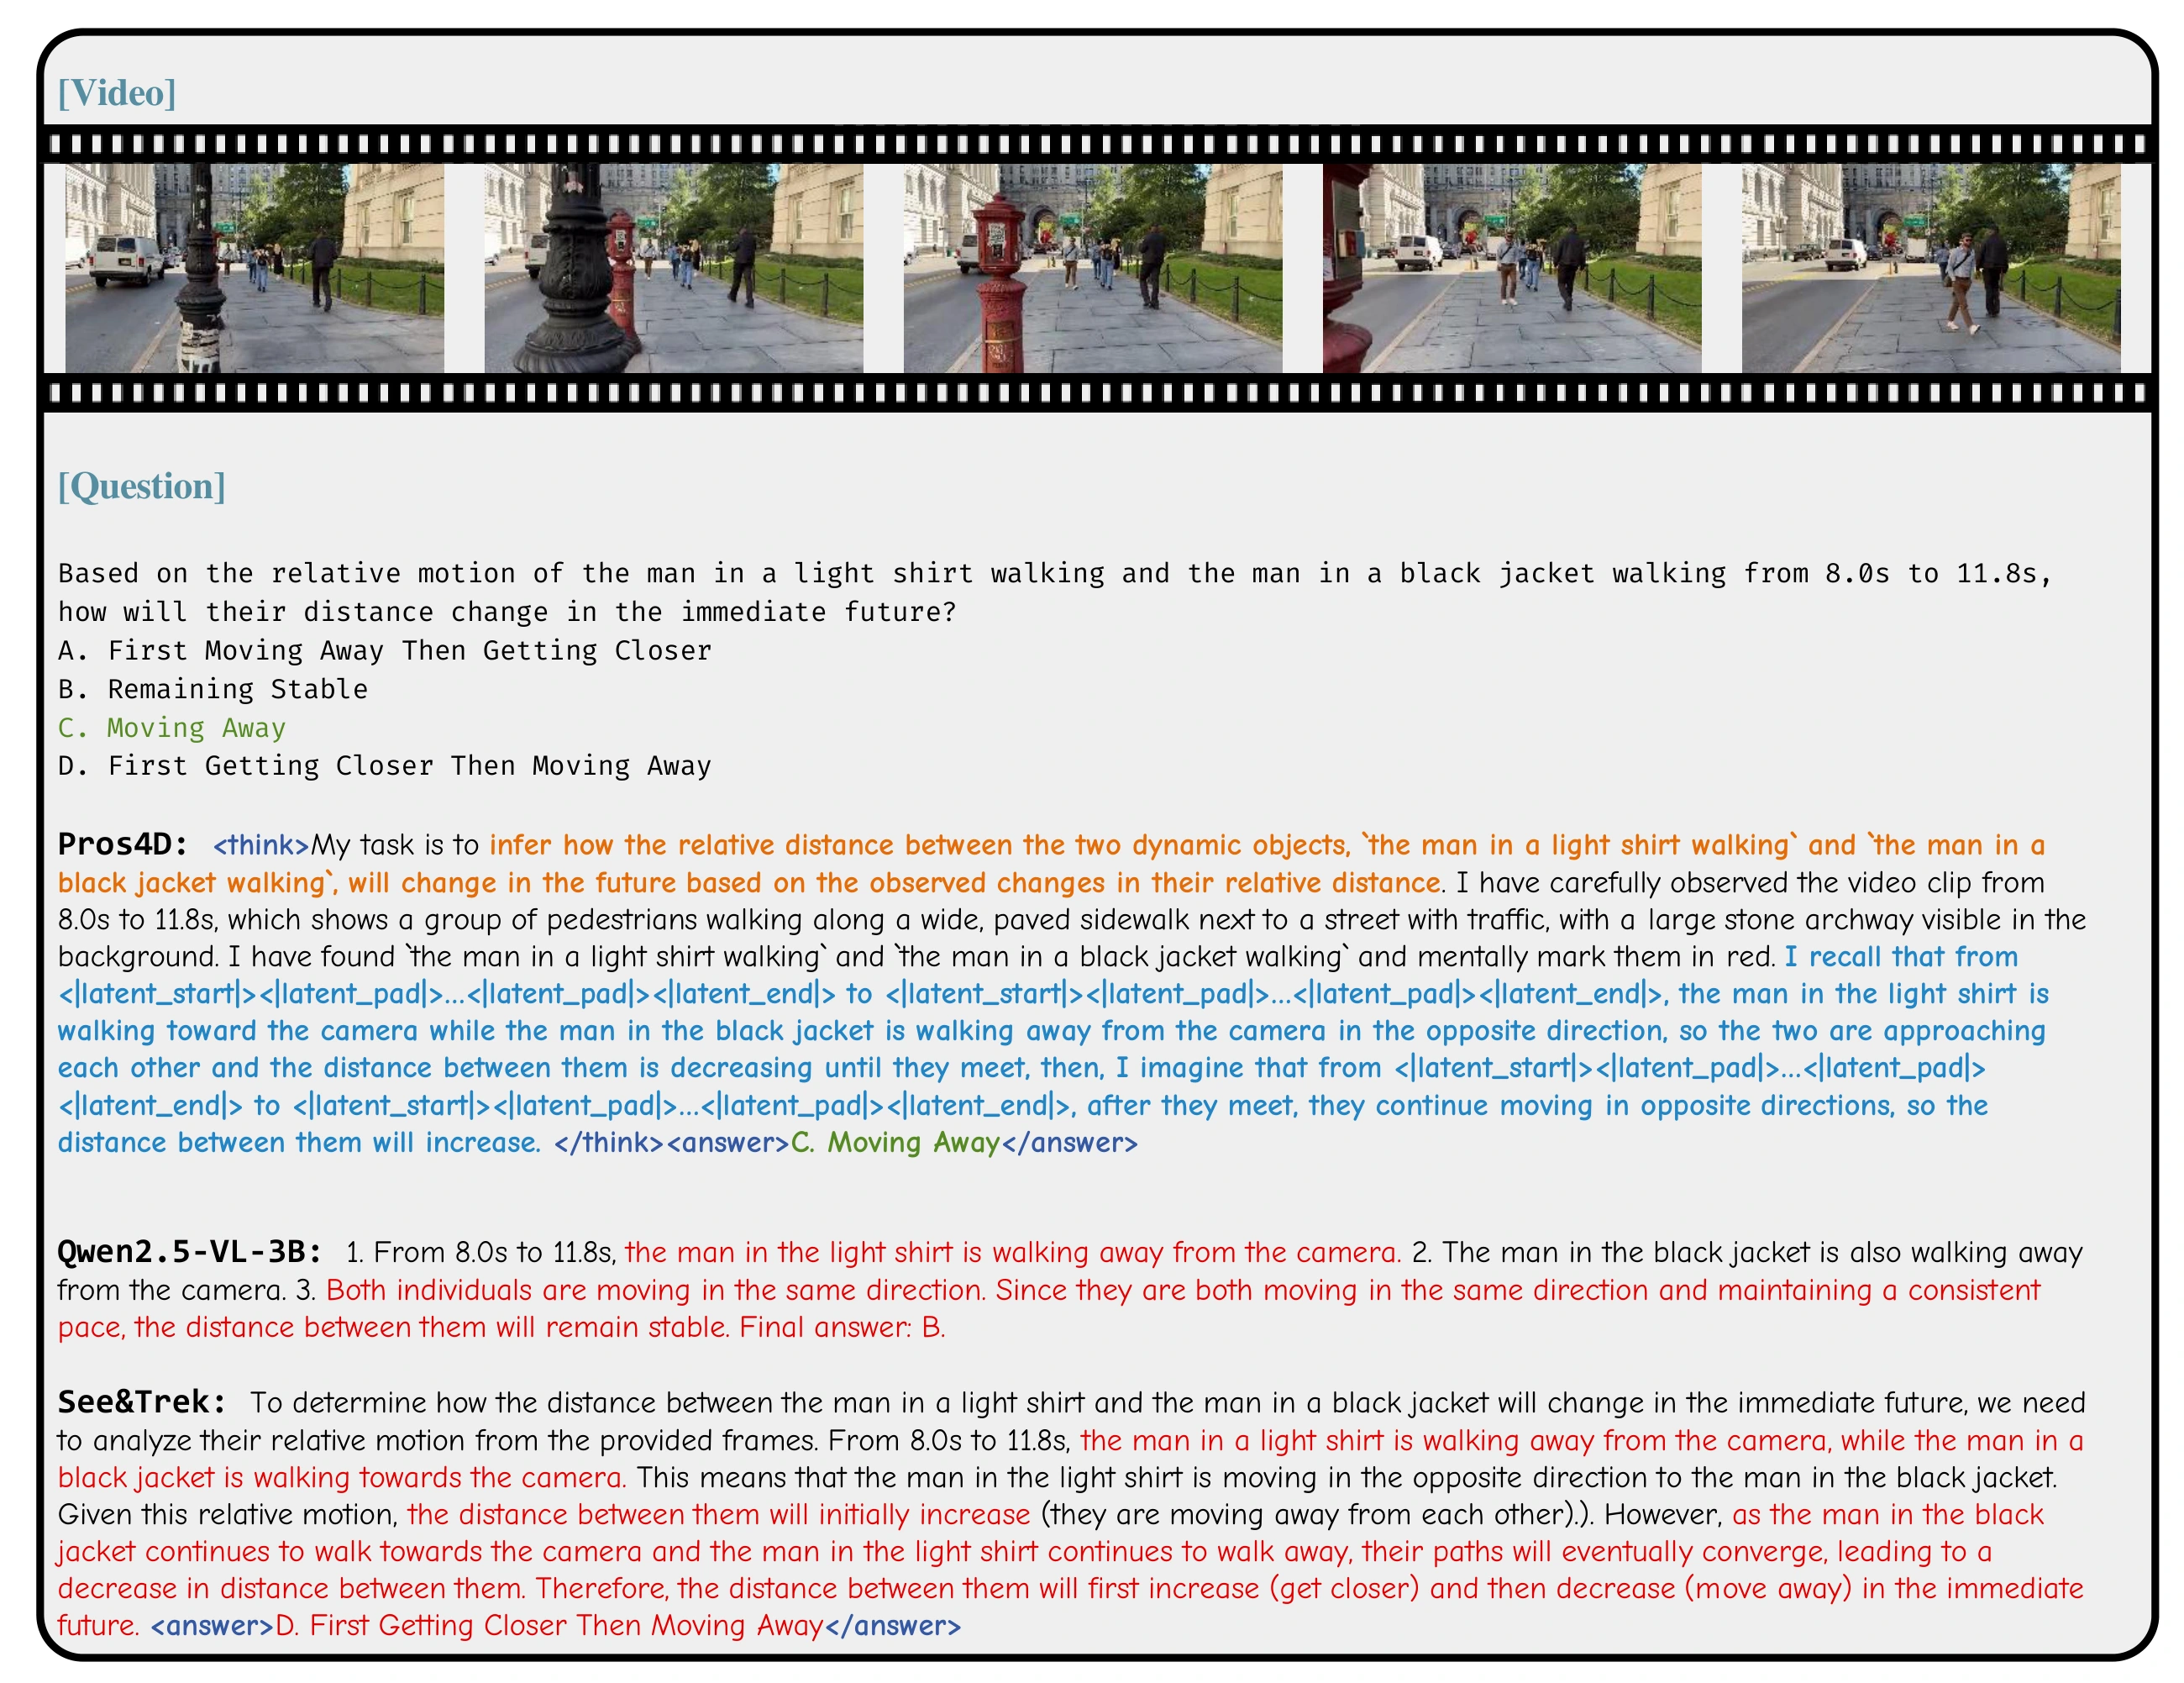 [Video]
[Question]
Based on the relative motion of the man in a light shirt walking and the man in a black jacket walking from 8.0s to 11.8s,
how will their distance change in the immediate future?
A. First Moving Away Then Getting Closer
B. Remaining Stable
C. Moving Away
D. First Getting Closer Then Moving Away
Pros4D: <think>My task is to infer how the relative distance between the two dynamic objects, `the man in a light shirt walking` and `the man in a
black jacket walking`, will change in the future based on the observed changes in their relative distance. I have carefully observed the video clip from
8.0s to 11.8s, which shows a group of pedestrians walking along a wide, paved sidewalk next to a street with traffic, with a large stone archway visible in the
background. I have found `the man in a light shirt walking` and `the man in a black jacket walking` and mentally mark them in red. I recall that from
<|latent_start|><|latent_pad|>...<|latent_pad|><|latent_end|> to <|latent_start|><|latent_pad|>...<|latent_pad|><|latent_end|>, the man in the light shirt is
walking toward the camera while the man in the black jacket is walking away from the camera in the opposite direction, so the two are approaching
each other and the distance between them is decreasing until they meet, then, I imagine that from <|latent_start|><|latent_pad|>...<|latent_pad|>
<|latent_end|> to <|latent_start|><|latent_pad|>...<|latent_pad|><|latent_end|>, after they meet, they continue moving in opposite directions, so the
distance between them will increase. </think><answer>C. Moving Away</answer>
Qwen2.5-VL-3B: 1. From 8.0s to 11.8s, the man in the light shirt is walking away from the camera. 2. The man in the black jacket is also walking away
from the camera. 3. Both individuals are moving in the same direction. Since they are both moving in the same direction and maintaining a consistent
pace, the distance between them will remain stable. Final answer: B.
See&Trek: To determine how the distance between the man in a light shirt and the man in a black jacket will change in the immediate future, we need
to analyze their relative motion from the provided frames. From 8.0s to 11.8s, the man in a light shirt is walking away from the camera, while the man in a
black jacket is walking towards the camera. This means that the man in the light shirt is moving in the opposite direction to the man in the black jacket.
Given this relative motion, the distance between them will initially increase (they are moving away from each other).). However, as the man in the black
jacket continues to walk towards the camera and the man in the light shirt continues to walk away, their paths will eventually converge, leading to a
decrease in distance between them. Therefore, the distance between them will first increase (get closer) and then decrease (move away) in the immediate
future. <answer>D. First Getting Closer Then Moving Away</answer>